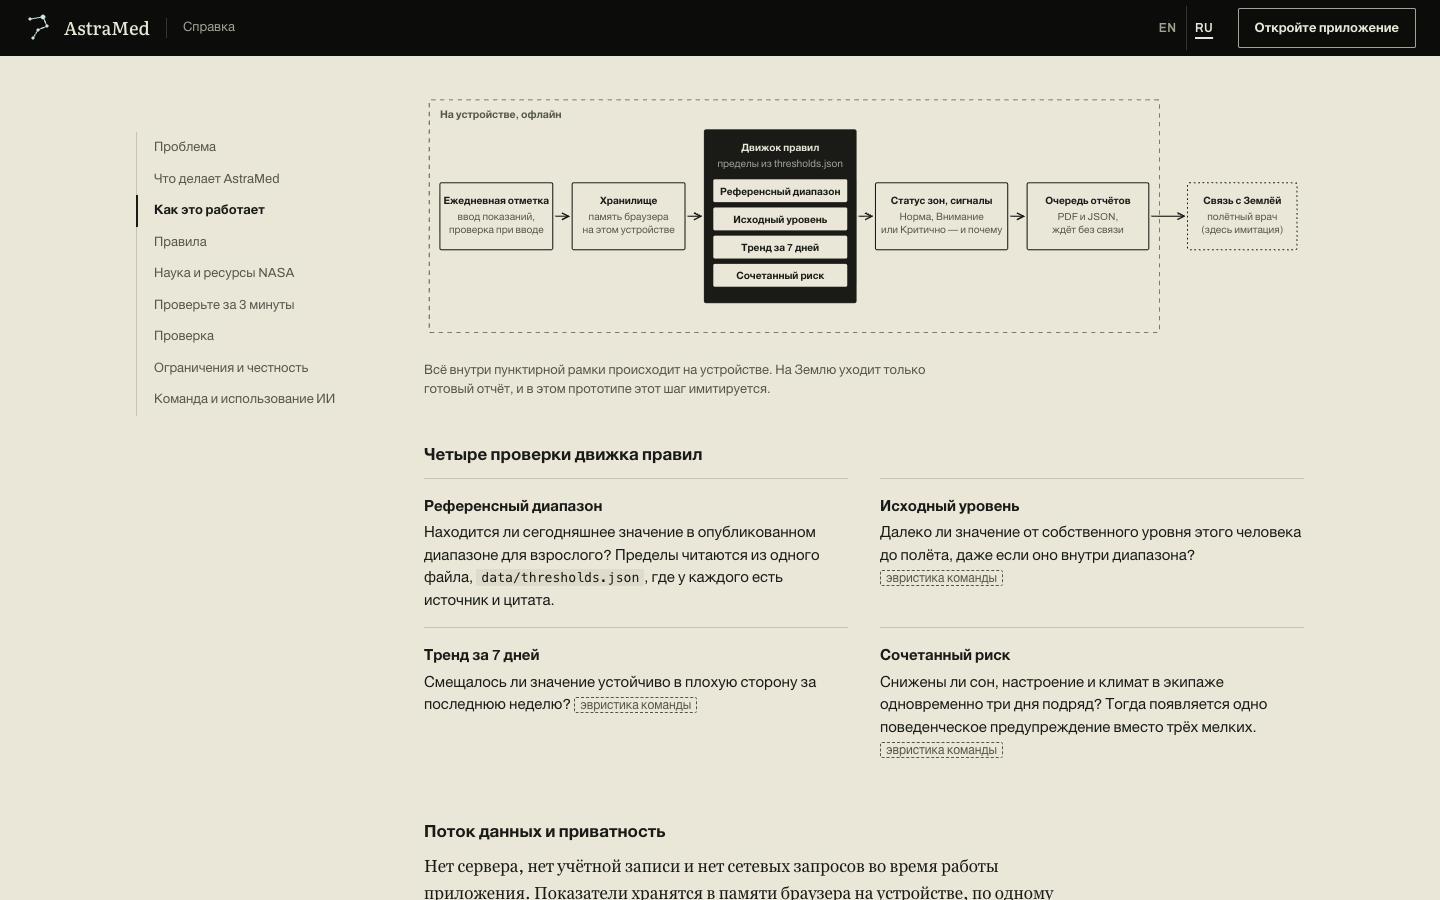 AstraMed
Справка
EN
RU
Откройте приложение
Проблема
Что делает AstraMed
Как это работает
Правила
Наука и ресурсы NASA
Проверьте за 3 минуты
Проверка
Ограничения и честность
Команда и использование ИИ
На устройстве, офлайн
Ежедневная отметка
ввод показаний,
проверка при вводе
Хранилище
память браузера
на этом устройстве
Движок правил
пределы из thresholds.json
Референсный диапазон
Исходный уровень
Тренд за 7 дней
Сочетанный риск
Статус зон, сигналы
Норма, Внимание
или Критично — и почему
Очередь отчётов
PDF и JSON,
ждёт без связи
Связь с Землёй
полётный врач
(здесь имитация)
Всё внутри пунктирной рамки происходит на устройстве. На Землю уходит только
готовый отчёт, и в этом прототипе этот шаг имитируется.
Четыре проверки движка правил
Референсный диапазон
Находится ли сегодняшнее значение в опубликованном
диапазоне для взрослого? Пределы читаются из одного
файла, data/thresholds.json, где у каждого есть
источник и цитата.
Исходный уровень
Далеко ли значение от собственного уровня этого человека
до полёта, даже если оно внутри диапазона?
эвристика команды
Тренд за 7 дней
Смещалось ли значение устойчиво в плохую сторону за
последнюю неделю? эвристика команды
Сочетанный риск
Снижены ли сон, настроение и климат в экипаже
одновременно три дня подряд? Тогда появляется одно
поведенческое предупреждение вместо трёх мелких.
эвристика команды
Поток данных и приватность
Нет сервера, нет учётной записи и нет сетевых запросов во время работы
приложения. Показатели хранятся в памяти браузера на устройстве, по одному